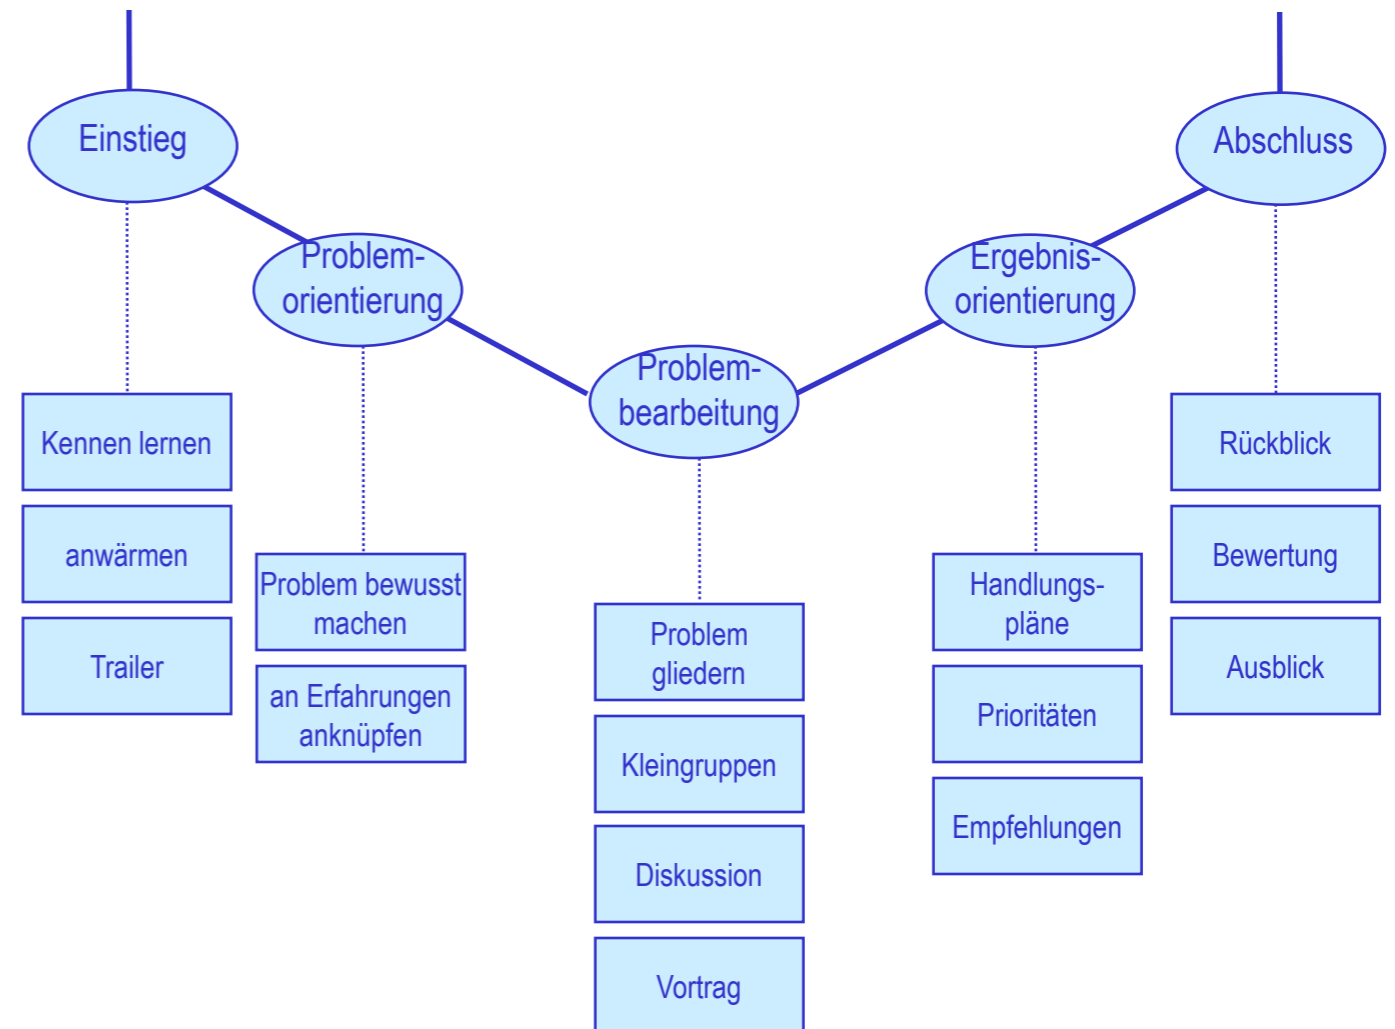 Einstieg
Abschluss
Problem-
orientierung
Ergebnis-
orientierung
Problem-
bearbeitung
Kennen lernen
anwärmen
Trailer
Problem bewusst
machen
an Erfahrungen
anknüpfen
Problem
gliedern
Kleingruppen
Diskussion
Vortrag
Handlungs-
pläne
Prioritäten
Empfehlungen
Rückblick
Bewertung
Ausblick